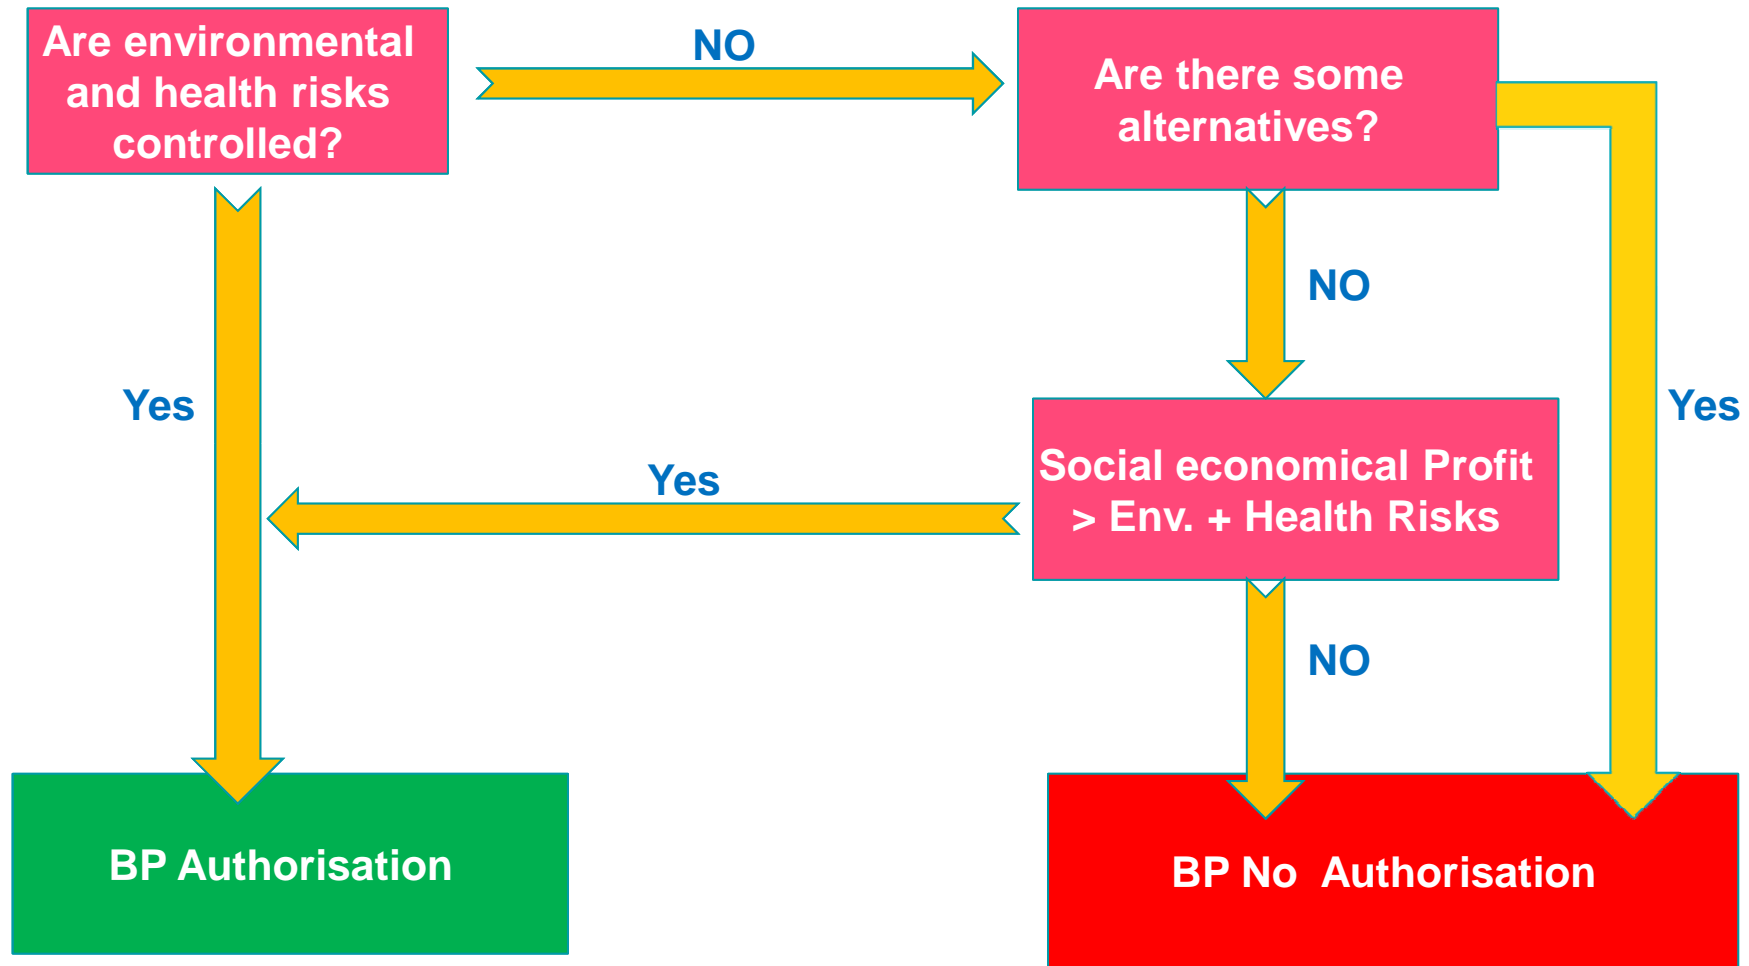 Are environmental
and health risks
controlled?
NO
Are there some
alternatives?
NO
Yes
Yes
Yes
Social economical Profit
> Env. + Health Risks
NO
BP Authorisation
BP No  Authorisation